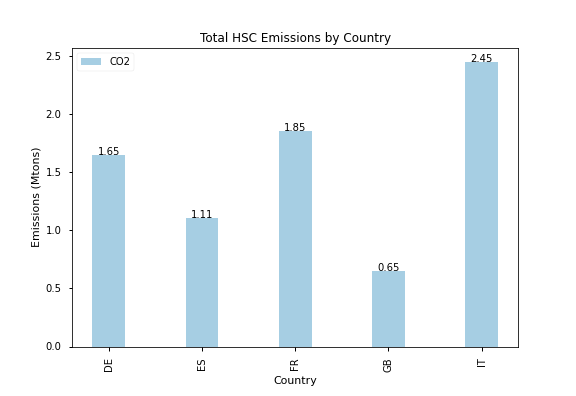 Total HSC Emissions by Country
CO2
Emissions (Mtons)
2.5
2.0
1.5
1.0
0.5
0.0
1.65
1.11
1.85
0.65
2.45
DE
ES
FR
GB
IT
Country